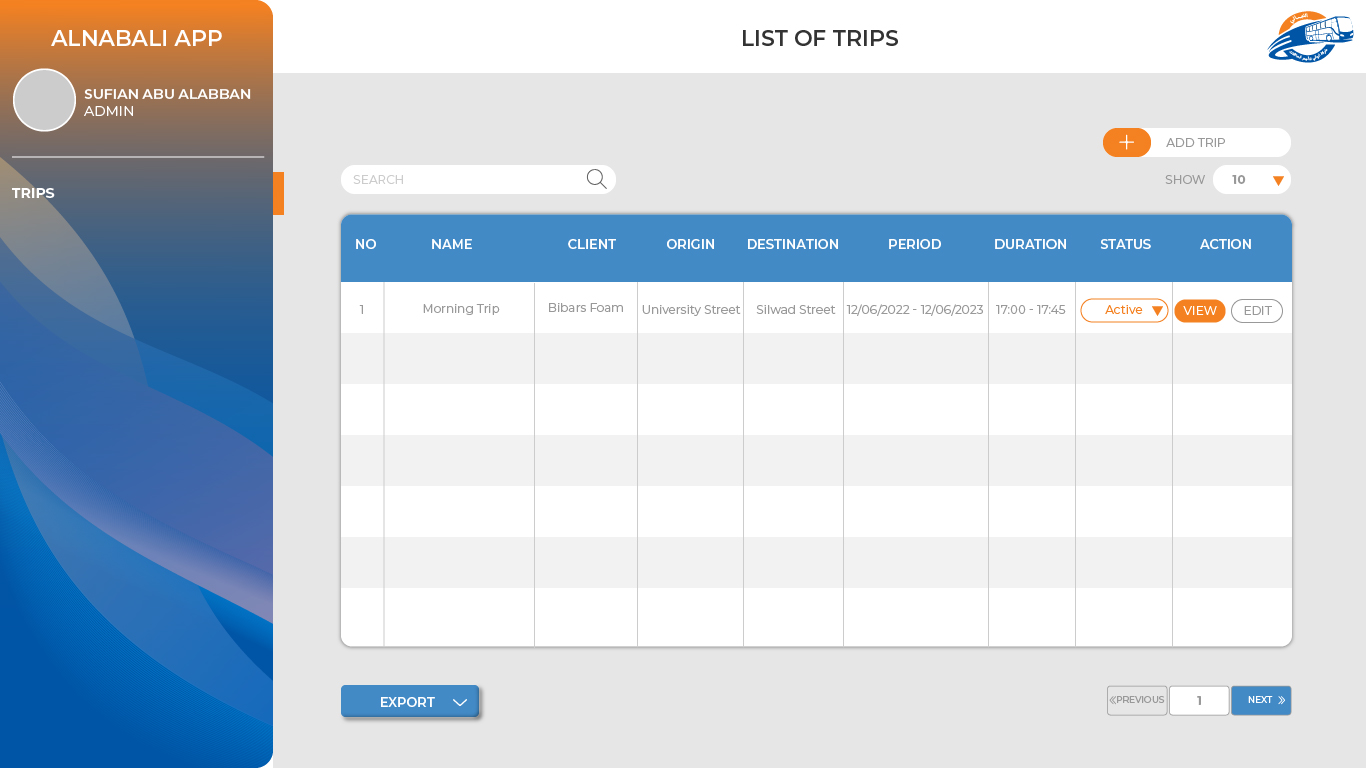 ALNABALI APP
SUFIAN ABU ALABBAN
ADMIN
TRIPS
LIST OF TRIPS
ADD TRIP
SEARCH
SHOW 10
NO NAME CLIENT ORIGIN DESTINATION PERIOD DURATION STATUS ACTION
1 Morning Trip Bibars Foam University Street Silwad Street 12/06/2022 - 12/06/2023 17:00 - 17:45 Active VIEW EDIT
EXPORT
PREVIOUS 1 NEXT